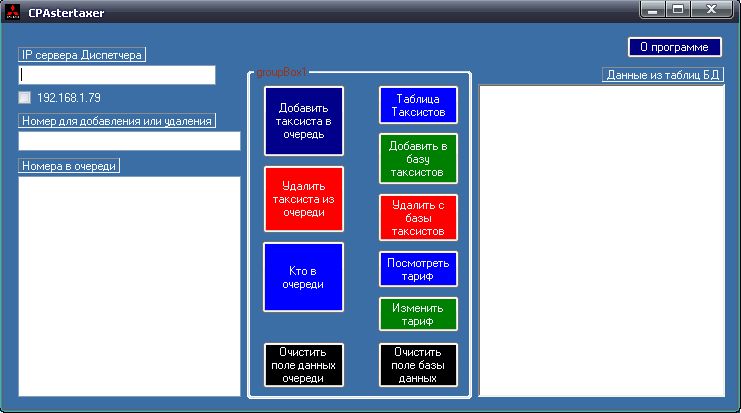 CPAstertaxer
О программе
IP сервера Диспетчера
192.168.1.79
Номер для добавления или удаления
Номера в очереди
groupBox1
Добавить
таксиста в
очередь
Удалить
таксиста из
очереди
Кто в
очереди
Очистить
поле данных
очереди
Таблица
Таксистов
Добавить в
базу
таксистов
Удалить с
базы
таксистов
Посмотреть
тариф
Изменить
тариф
Очистить
поле базы
данных
Данные из таблиц БД